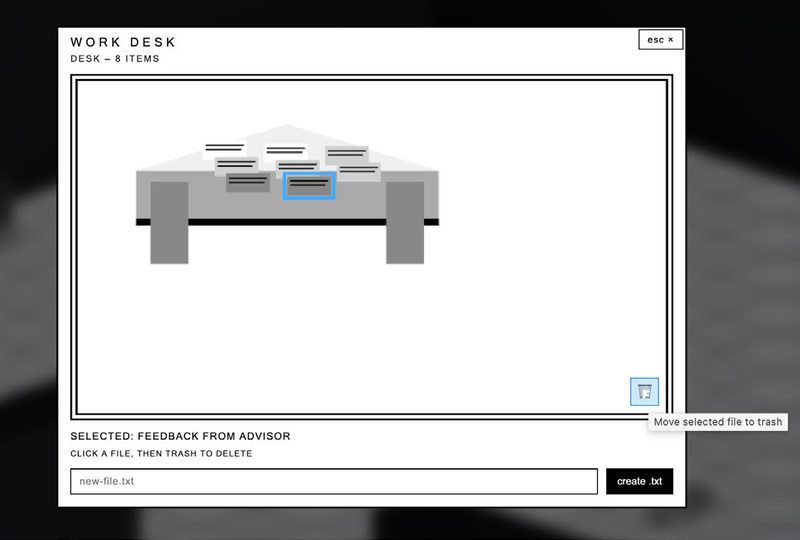 WORK DESK
esc ×
DESK – 8 ITEMS
Move selected file to trash
SELECTED: FEEDBACK FROM ADVISOR
CLICK A FILE, THEN TRASH TO DELETE
new-file.txt
create .txt